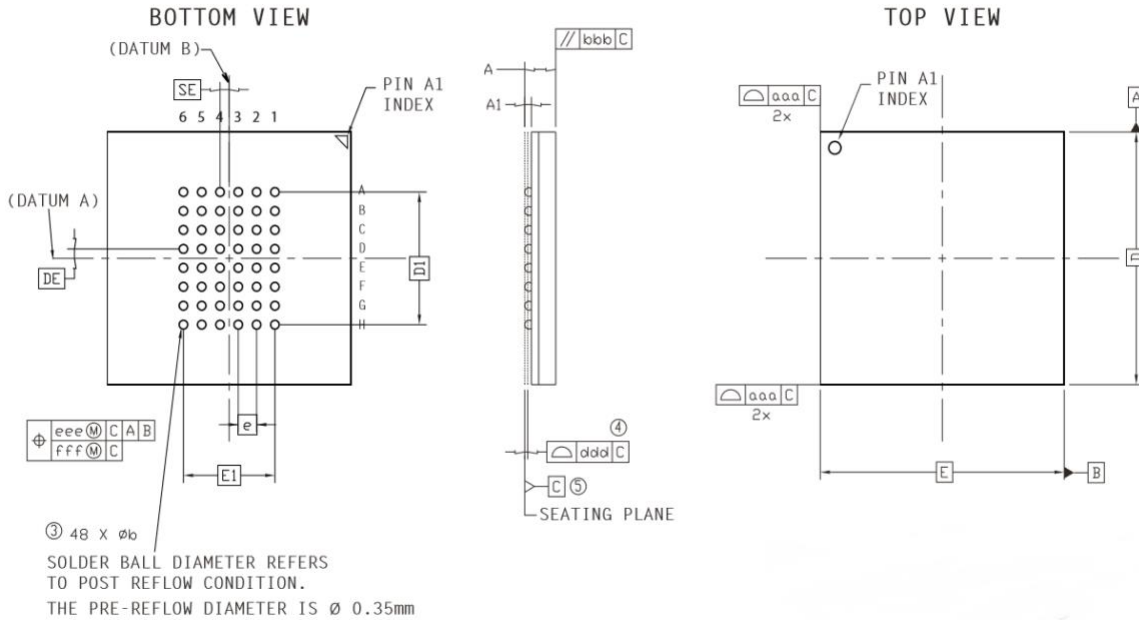 BOTTOM VIEW
TOP VIEW
(DATUM B)
SE
6 5 4 3 2 1
PIN A1
INDEX
(DATUM A)
DE
A
B
C
D
E
F
G
H
D1
e
E1
⌖ eee Ⓜ C A B
fff Ⓜ C
③ 48 X Øb
SOLDER BALL DIAMETER REFERS
TO POST REFLOW CONDITION.
THE PRE-REFLOW DIAMETER IS Ø 0.35mm
// bbb C
A
A1
④
⌓ ddd C
C ⑤
SEATING PLANE
⌓ aaa C
2x
PIN A1
INDEX
A
D
⌓ aaa C
2x
E
B